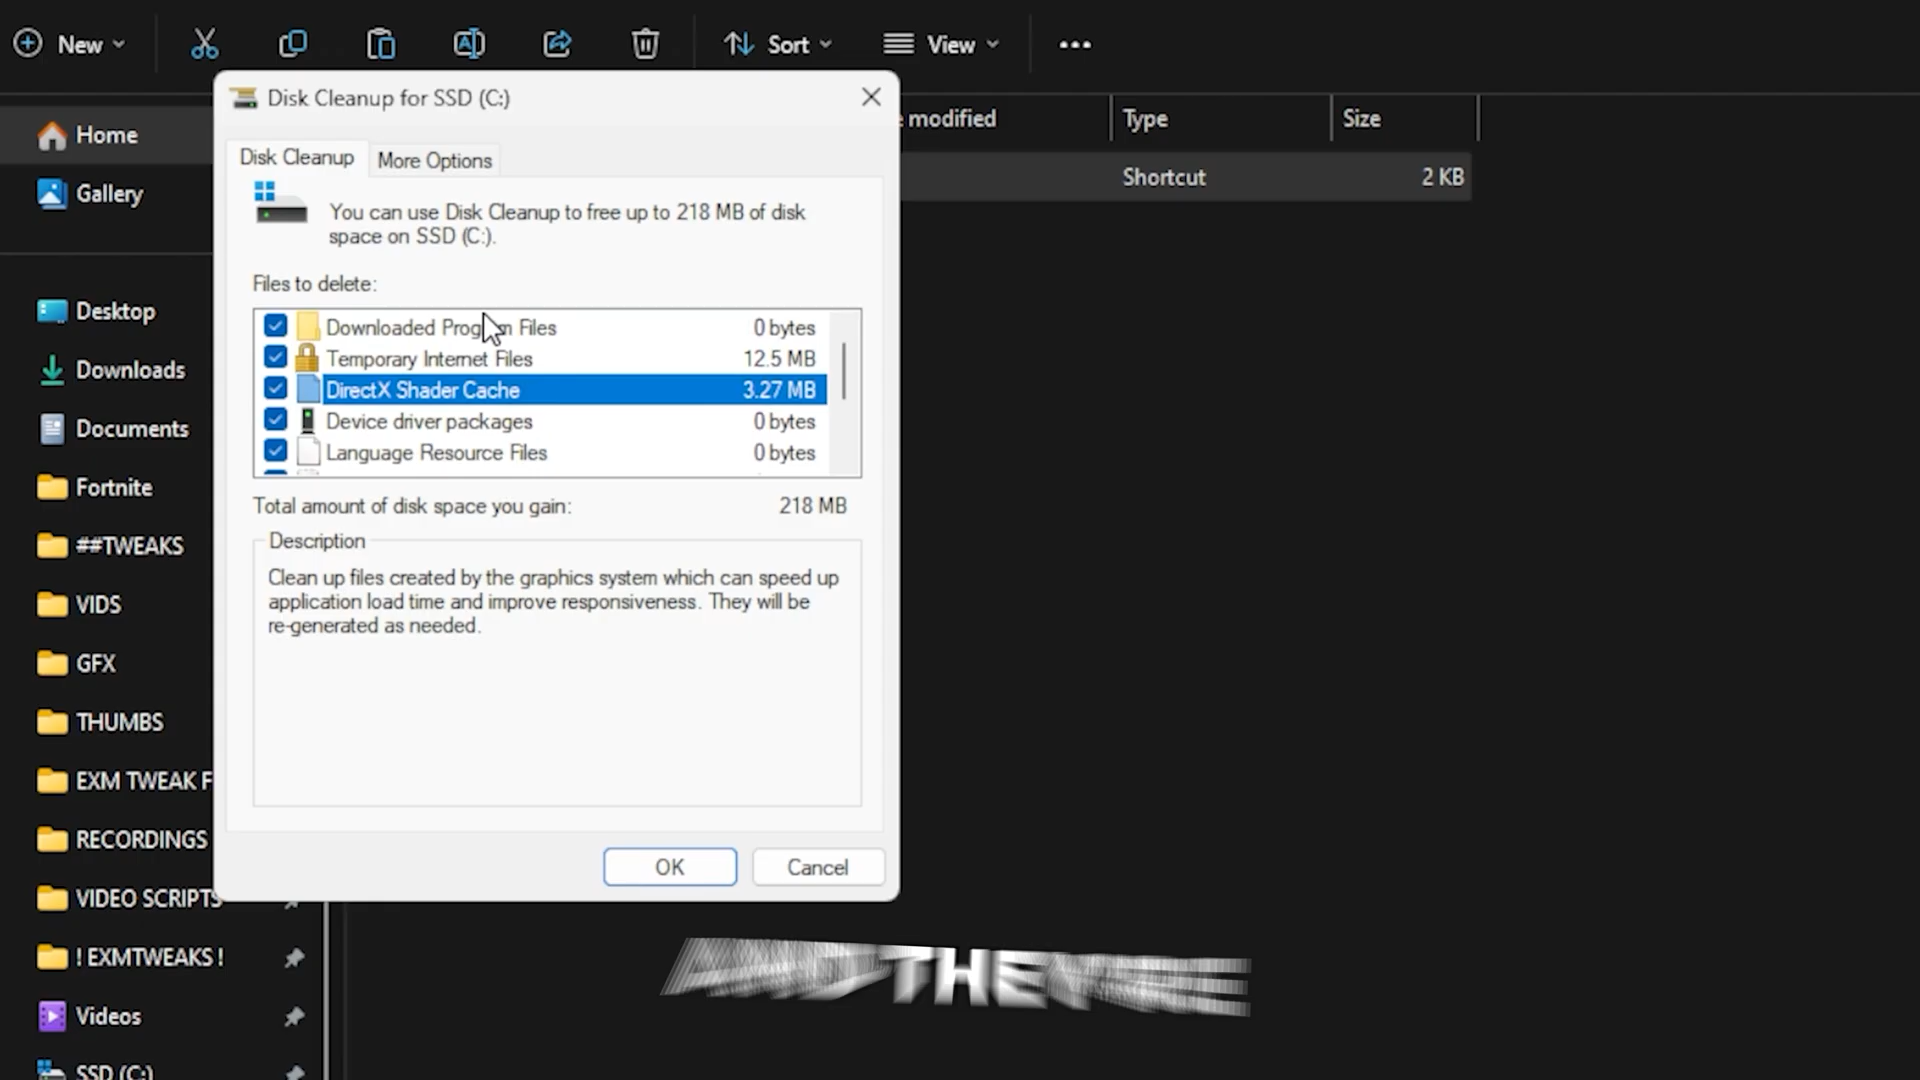 New
Sort
View
Disk Cleanup for SSD (C:)
Disk Cleanup
More Options
You can use Disk Cleanup to free up to 218 MB of disk
space on SSD (C:).
Files to delete:
Downloaded Program Files 0 bytes
Temporary Internet Files 12.5 MB
DirectX Shader Cache 3.27 MB
Device driver packages 0 bytes
Language Resource Files 0 bytes
Total amount of disk space you gain: 218 MB
Description
Clean up files created by the graphics system which can speed up
application load time and improve responsiveness. They will be
re-generated as needed.
OK
Cancel
modified
Type
Size
Shortcut
2 KB
Home
Gallery
Desktop
Downloads
Documents
Fortnite
##TWEAKS
VIDS
GFX
THUMBS
EXM TWEAK F
RECORDINGS
VIDEO SCRIPTS
! EXMTWEAKS !
Videos
SSD (C:)